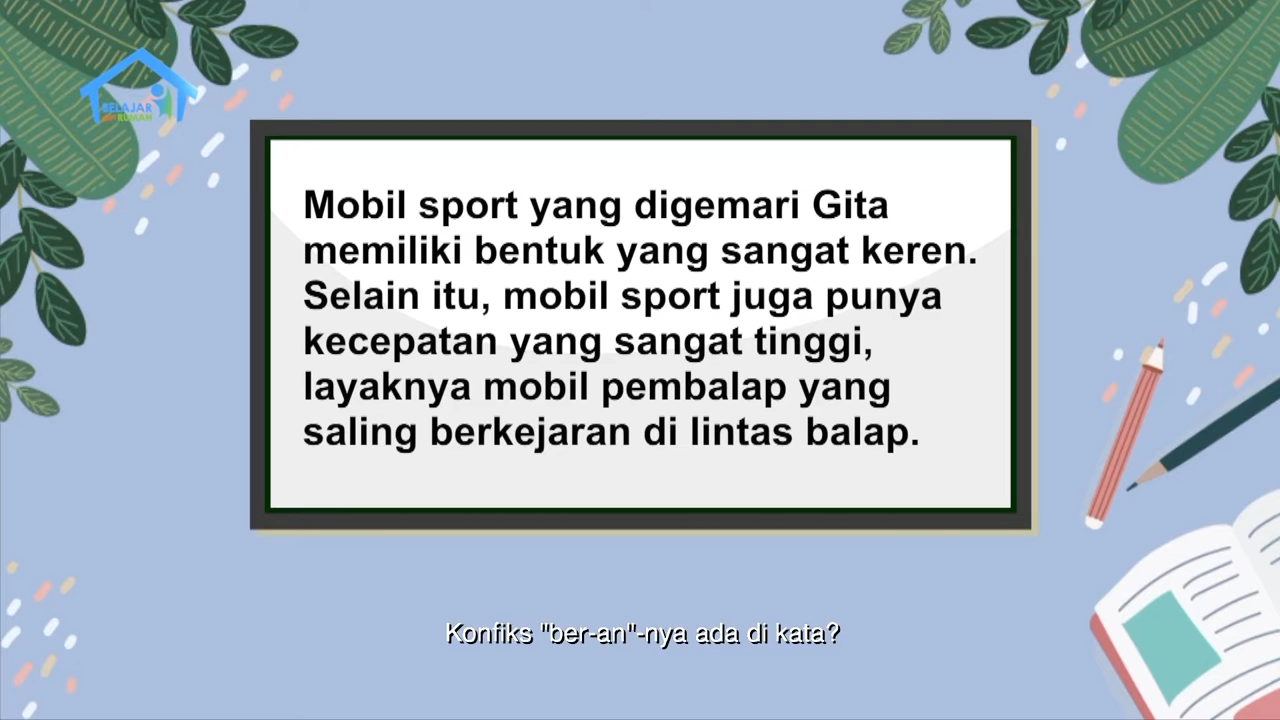 BELAJAR
RUMAH
Mobil sport yang digemari Gita
memiliki bentuk yang sangat keren.
Selain itu, mobil sport juga punya
kecepatan yang sangat tinggi,
layaknya mobil pembalap yang
saling berkejaran di lintas balap.
Konfiks "ber-an"-nya ada di kata?